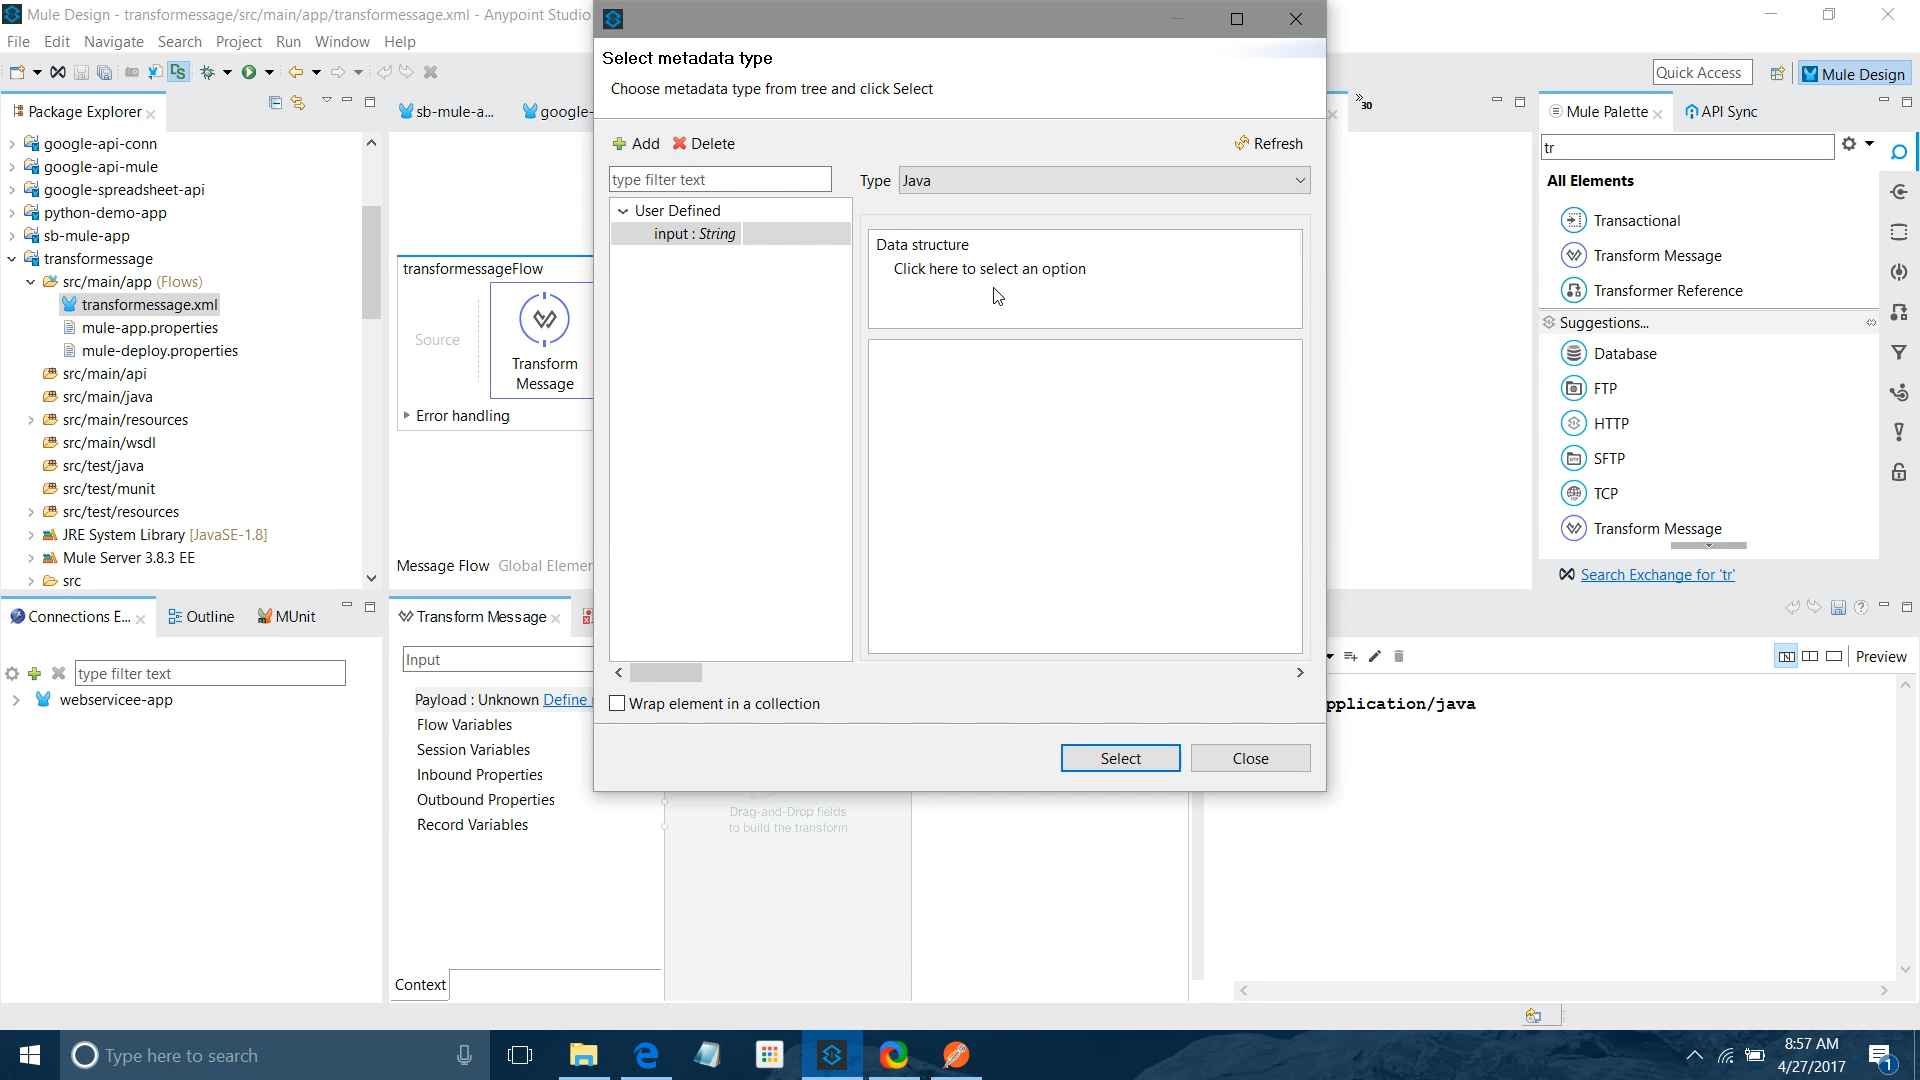 Mule Design - transformessage/src/main/app/transformessage.xml - Anypoint Studio
File Edit Navigate Search Project Run Window Help
Quick Access
Mule Design
Package Explorer
google-api-conn
google-api-mule
google-spreadsheet-api
python-demo-app
sb-mule-app
transformessage
src/main/app (Flows)
transformessage.xml
mule-app.properties
mule-deploy.properties
src/main/api
src/main/java
src/main/resources
src/main/wsdl
src/test/java
src/test/munit
src/test/resources
JRE System Library [JavaSE-1.8]
Mule Server 3.8.3 EE
src
sb-mule-a...
google-
30
transformessageFlow
Source
Transform
Message
Error handling
Message Flow Global Elemen
Select metadata type
Choose metadata type from tree and click Select
Add Delete
Refresh
type filter text
Type Java
User Defined
input : String
Data structure
Click here to select an option
Wrap element in a collection
Select
Close
Mule Palette
API Sync
tr
All Elements
Transactional
Transform Message
Transformer Reference
Suggestions...
Database
FTP
HTTP
SFTP
TCP
Transform Message
Search Exchange for 'tr'
Connections E...
Outline
MUnit
type filter text
webservicee-app
Transform Message
Input
Payload : Unknown Define
Flow Variables
Session Variables
Inbound Properties
Outbound Properties
Record Variables
Context
Drag-and-Drop fields
to build the transform
Preview
pplication/java
Type here to search
8:57 AM
4/27/2017
1